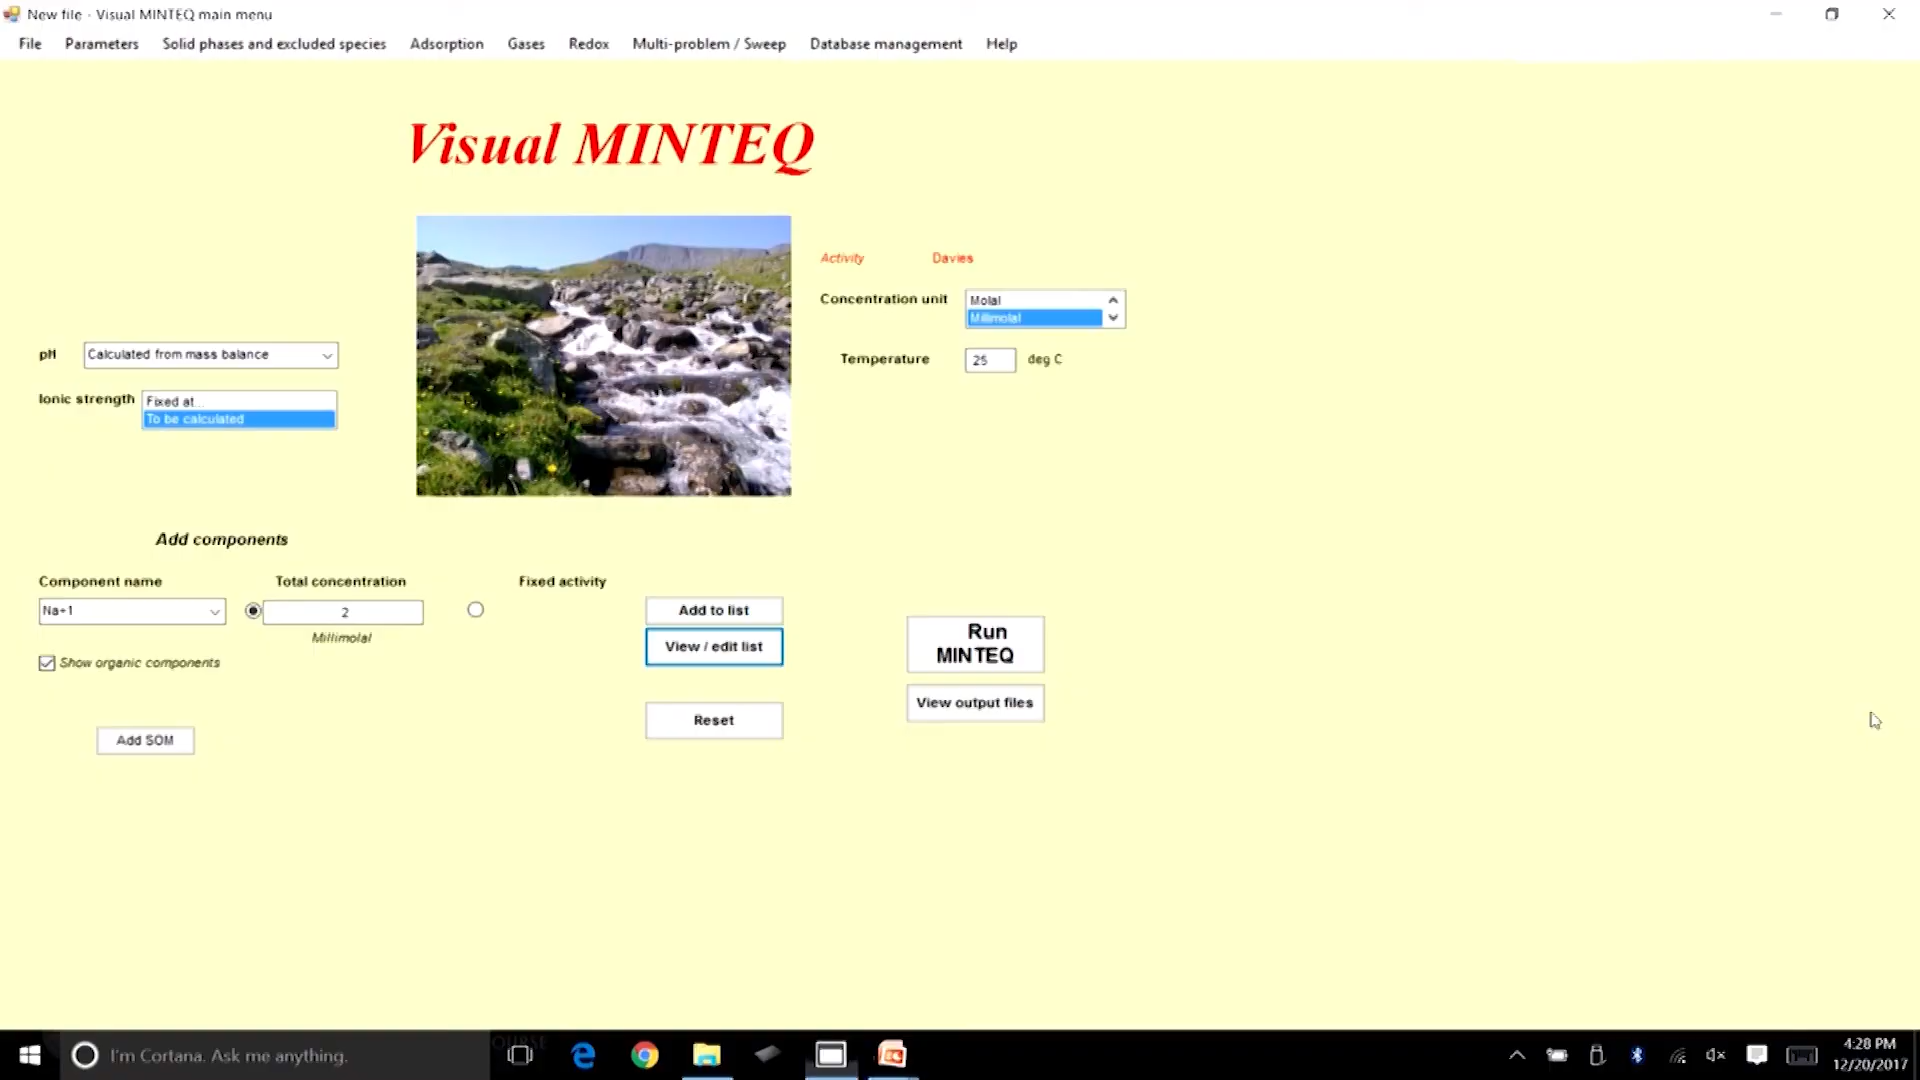 New file - Visual MINTEQ main menu
File Parameters Solid phases and excluded species Adsorption Gases Redox Multi-problem / Sweep Database management Help
Visual MINTEQ
Activity Davies
Concentration unit Molal
Millimolal
pH Calculated from mass balance
Temperature 25 deg C
Ionic strength Fixed at...
To be calculated
Add components
Component name Total concentration Fixed activity
Na+1 2 Add to list
Millimolal
View / edit list
Run
MINTEQ
Show organic components
View output files
Reset
Add SOM
I'm Cortana. Ask me anything.
4:28 PM
12/20/2017